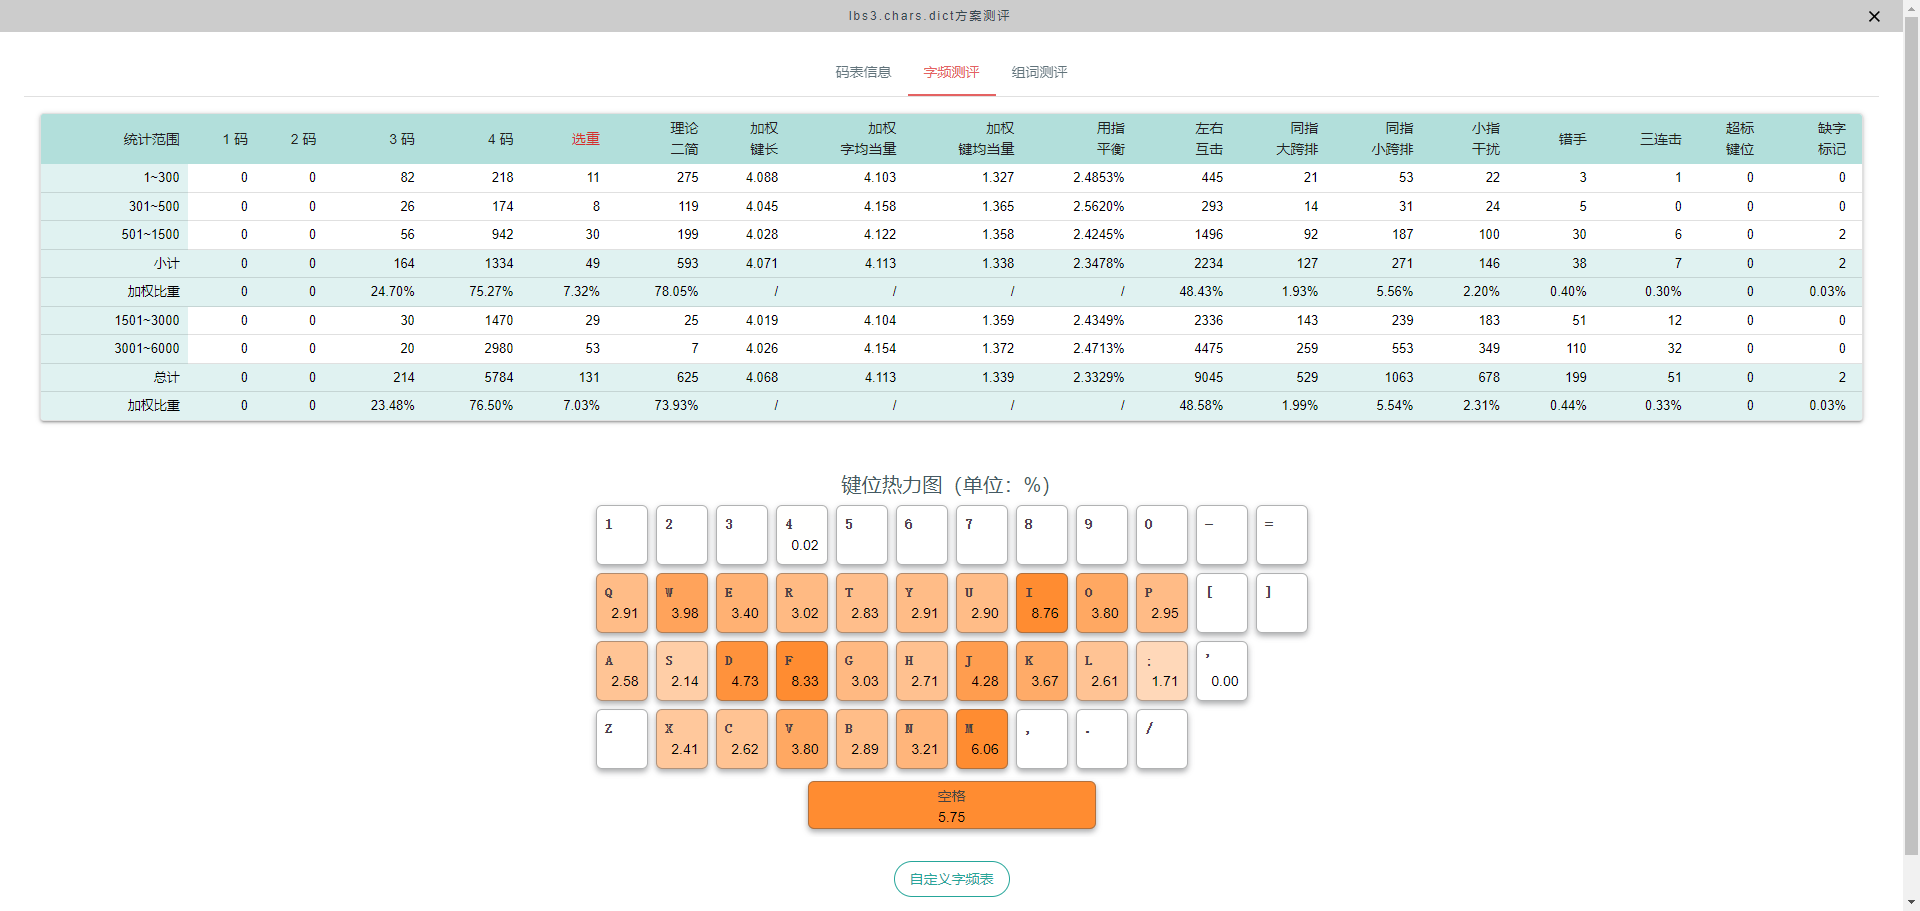 lbs3.chars.dict方案测评
码表信息 字频测评 组词测评
统计范围 1 码 2 码 3 码 4 码 选重 理论二简 加权键长 加权字均当量 加权键均当量 用指平衡 左右互击 同指大跨排 同指小跨排 小指干扰 错手 三连击 超标键位 缺字标记
1~300 0 0 82 218 11 275 4.088 4.103 1.327 2.4853% 445 21 53 22 3 1 0 0
301~500 0 0 26 174 8 119 4.045 4.158 1.365 2.5620% 293 14 31 24 5 0 0 0
501~1500 0 0 56 942 30 199 4.028 4.122 1.358 2.4245% 1496 92 187 100 30 6 0 2
小计 0 0 164 1334 49 593 4.071 4.113 1.338 2.3478% 2234 127 271 146 38 7 0 2
加权比重 0 0 24.70% 75.27% 7.32% 78.05% / / / / 48.43% 1.93% 5.56% 2.20% 0.40% 0.30% 0 0.03%
1501~3000 0 0 30 1470 29 25 4.019 4.104 1.359 2.4349% 2336 143 239 183 51 12 0 0
3001~6000 0 0 20 2980 53 7 4.026 4.154 1.372 2.4713% 4475 259 553 349 110 32 0 0
总计 0 0 214 5784 131 625 4.068 4.113 1.339 2.3329% 9045 529 1063 678 199 51 0 2
加权比重 0 0 23.48% 76.50% 7.03% 73.93% / / / / 48.58% 1.99% 5.54% 2.31% 0.44% 0.33% 0 0.03%
键位热力图（单位：%）
1 2 3 4 5 6 7 8 9 0 - =
0.02
Q W E R T Y U I O P [ ]
2.91 3.98 3.40 3.02 2.83 2.91 2.90 8.76 3.80 2.95
A S D F G H J K L ; '
2.58 2.14 4.73 8.33 3.03 2.71 4.28 3.67 2.61 1.71 0.00
Z X C V B N M , . /
2.41 2.62 3.80 2.89 3.21 6.06
空格
5.75
自定义字频表